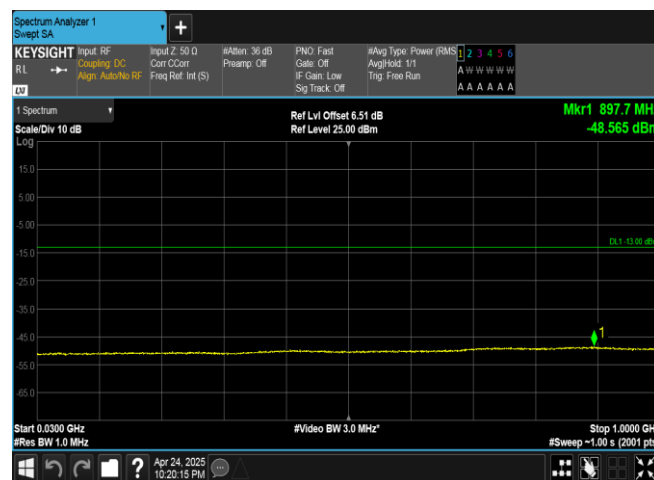 Spectrum Analyzer 1
Swept SA
+
KEYSIGHT Input: RF Input Z: 50 Ω #Atten: 36 dB PNO: Fast #Avg Type: Power (RMS 1 2 3 4 5 6
RL Coupling: DC Corr CCorr Preamp: Off Gate: Off Avg|Hold: 1/1 A W W W W W
Align: Auto/No RF Freq Ref: Int (S) IF Gain: Low Trig: Free Run
LXI Sig Track: Off A A A A A A
1 Spectrum Ref Lvl Offset 6.51 dB Mkr1 897.7 MH
Scale/Div 10 dB Ref Level 25.00 dBm -48.565 dBr
Log
15.0
5.00
-5.00
DL1 -13.00 dB
-15.0
-25.0
-35.0
1
-45.0
-55.0
-65.0
Start 0.0300 GHz #Video BW 3.0 MHz* Stop 1.0000 GH
#Res BW 1.0 MHz #Sweep ~1.00 s (2001 pts
? Apr 24, 2025
10:20:15 PM